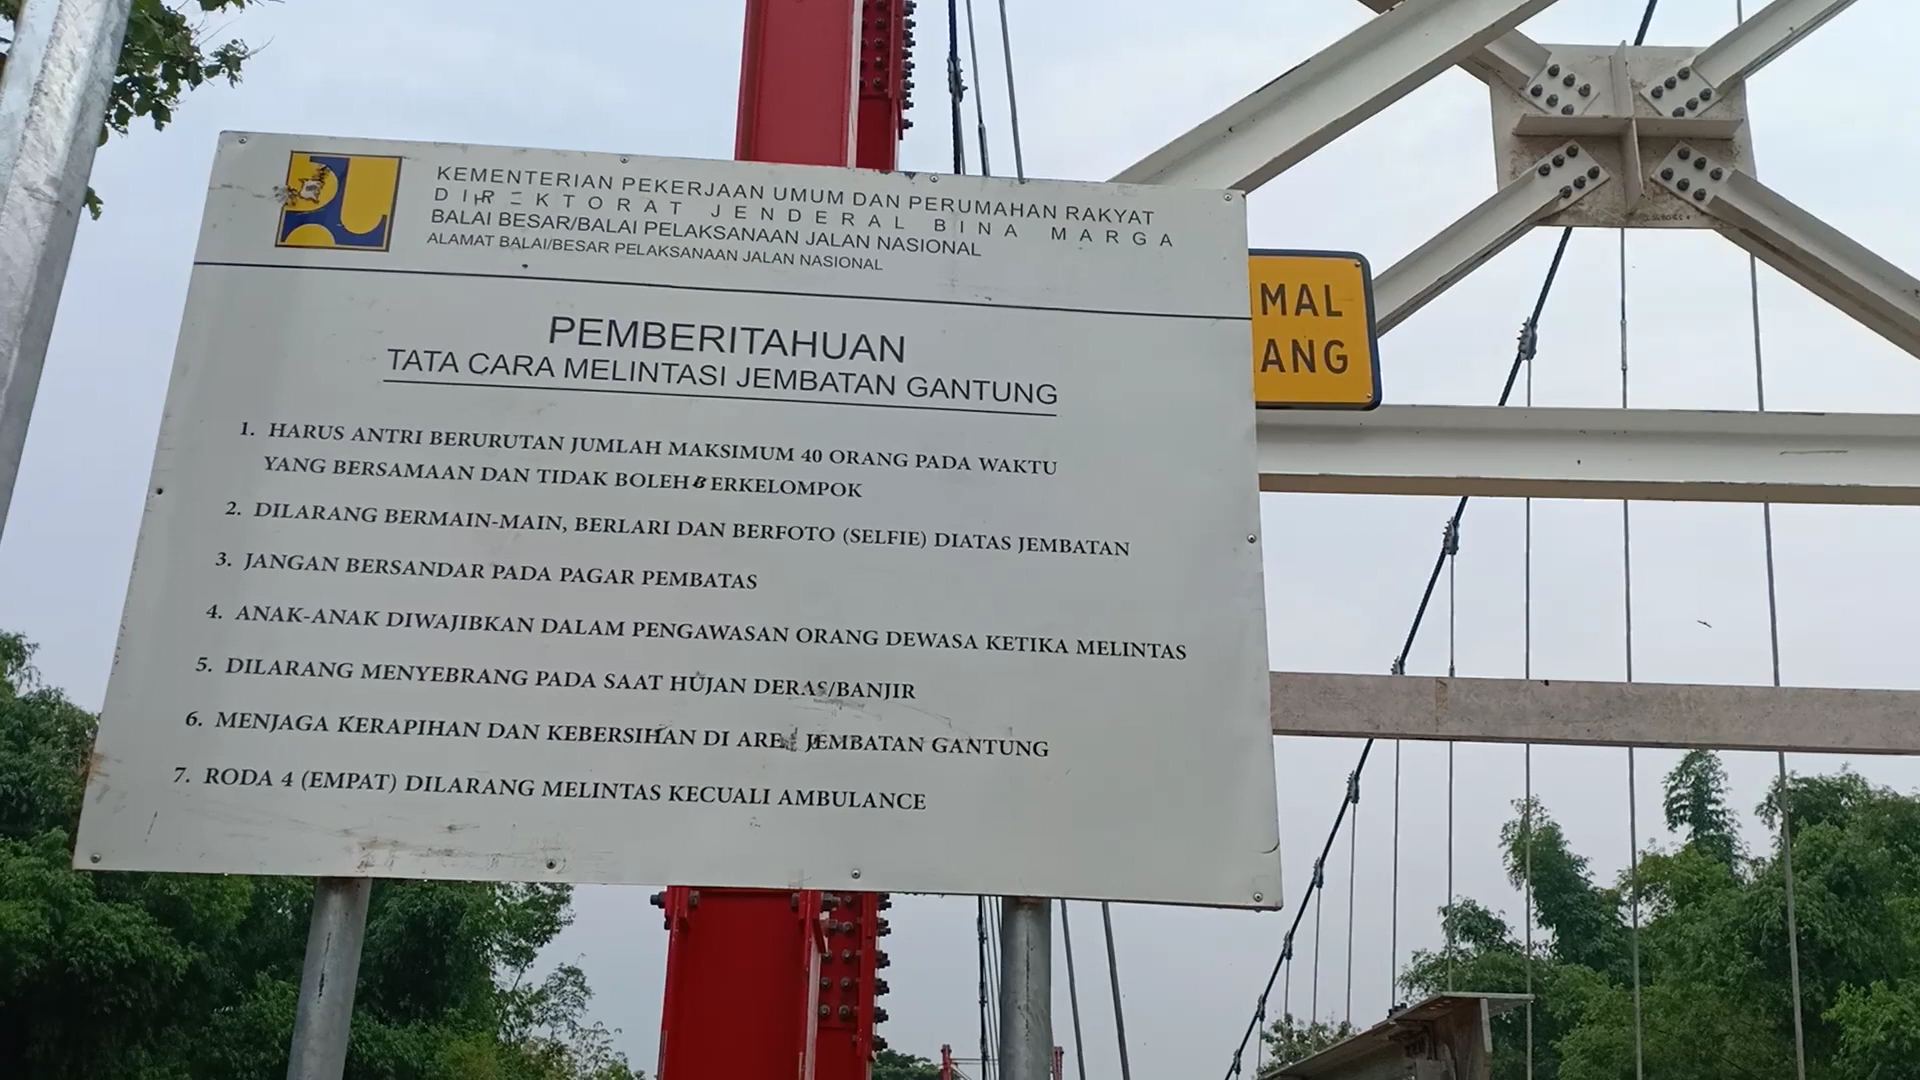 KEMENTERIAN PEKERJAAN UMUM DAN PERUMAHAN RAKYAT
DIREKTORAT JENDERAL BINA MARGA
BALAI BESAR/BALAI PELAKSANAAN JALAN NASIONAL
ALAMAT BALAI/BESAR PELAKSANAAN JALAN NASIONAL
PEMBERITAHUAN
TATA CARA MELINTASI JEMBATAN GANTUNG
1. HARUS ANTRI BERURUTAN JUMLAH MAKSIMUM 40 ORANG PADA WAKTU
YANG BERSAMAAN DAN TIDAK BOLEH BERKELOMPOK
2. DILARANG BERMAIN-MAIN, BERLARI DAN BERFOTO (SELFIE) DIATAS JEMBATAN
3. JANGAN BERSANDAR PADA PAGAR PEMBATAS
4. ANAK-ANAK DIWAJIBKAN DALAM PENGAWASAN ORANG DEWASA KETIKA MELINTAS
5. DILARANG MENYEBRANG PADA SAAT HUJAN DERAS/BANJIR
6. MENJAGA KERAPIHAN DAN KEBERSIHAN DI AREA JEMBATAN GANTUNG
7. RODA 4 (EMPAT) DILARANG MELINTAS KECUALI AMBULANCE
MAL
ANG